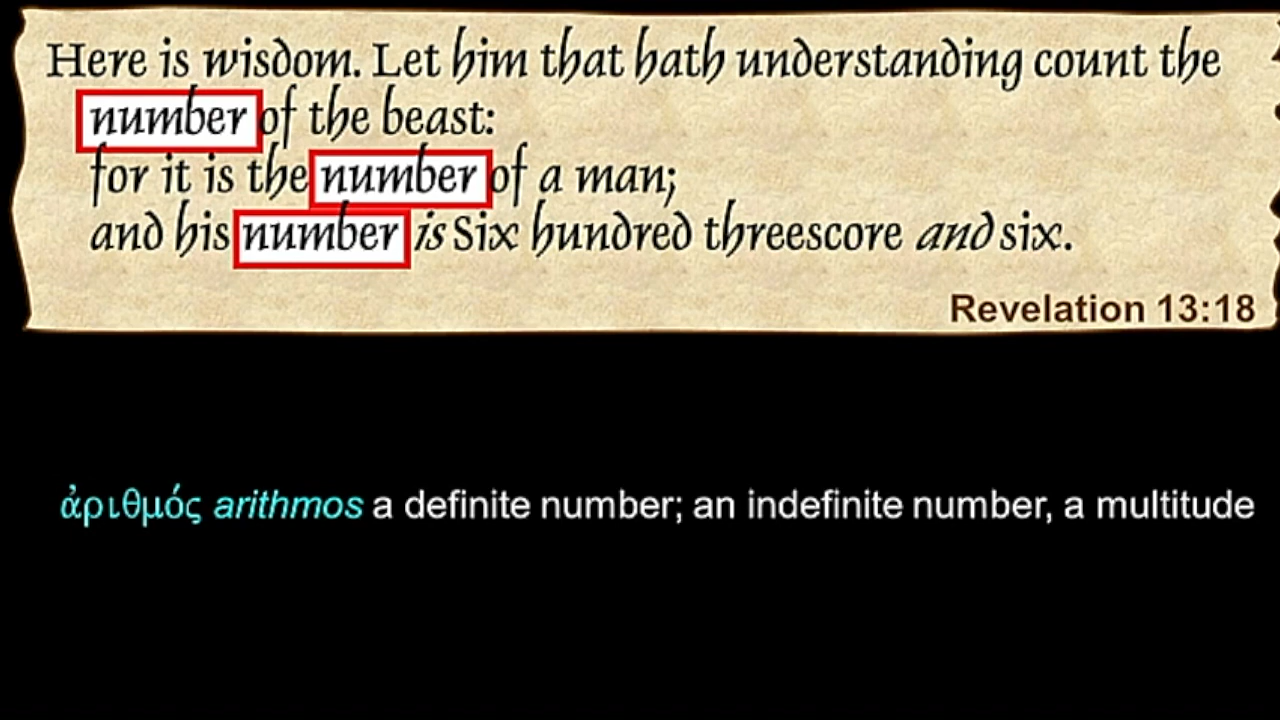 Here is wisdom. Let him that hath understanding count the
number of the beast:
for it is the number of a man;
and his number is Six hundred threescore and six.
Revelation 13:18
ἀριθμός arithmos a definite number; an indefinite number, a multitude